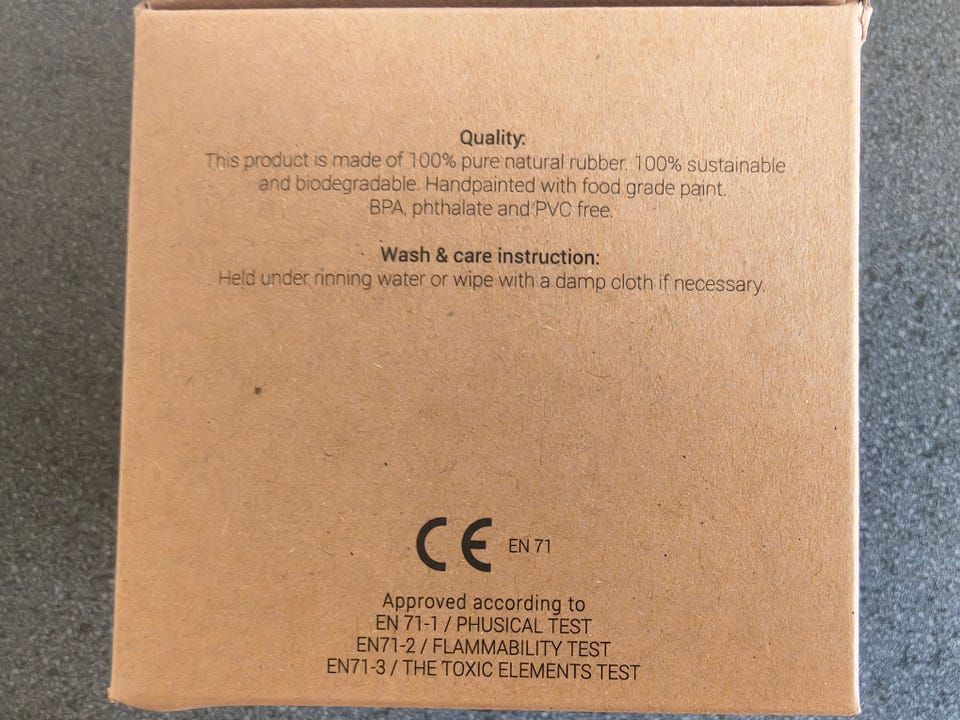 Quality:
This product is made of 100% pure natural rubber. 100% sustainable
and biodegradable. Handpainted with food grade paint.
BPA, phthalate and PVC free.
Wash & care instruction:
Held under rinning water or wipe with a damp cloth if necessary.
CE EN 71
Approved according to
EN 71-1 / PHUSICAL TEST
EN71-2 / FLAMMABILITY TEST
EN71-3 / THE TOXIC ELEMENTS TEST